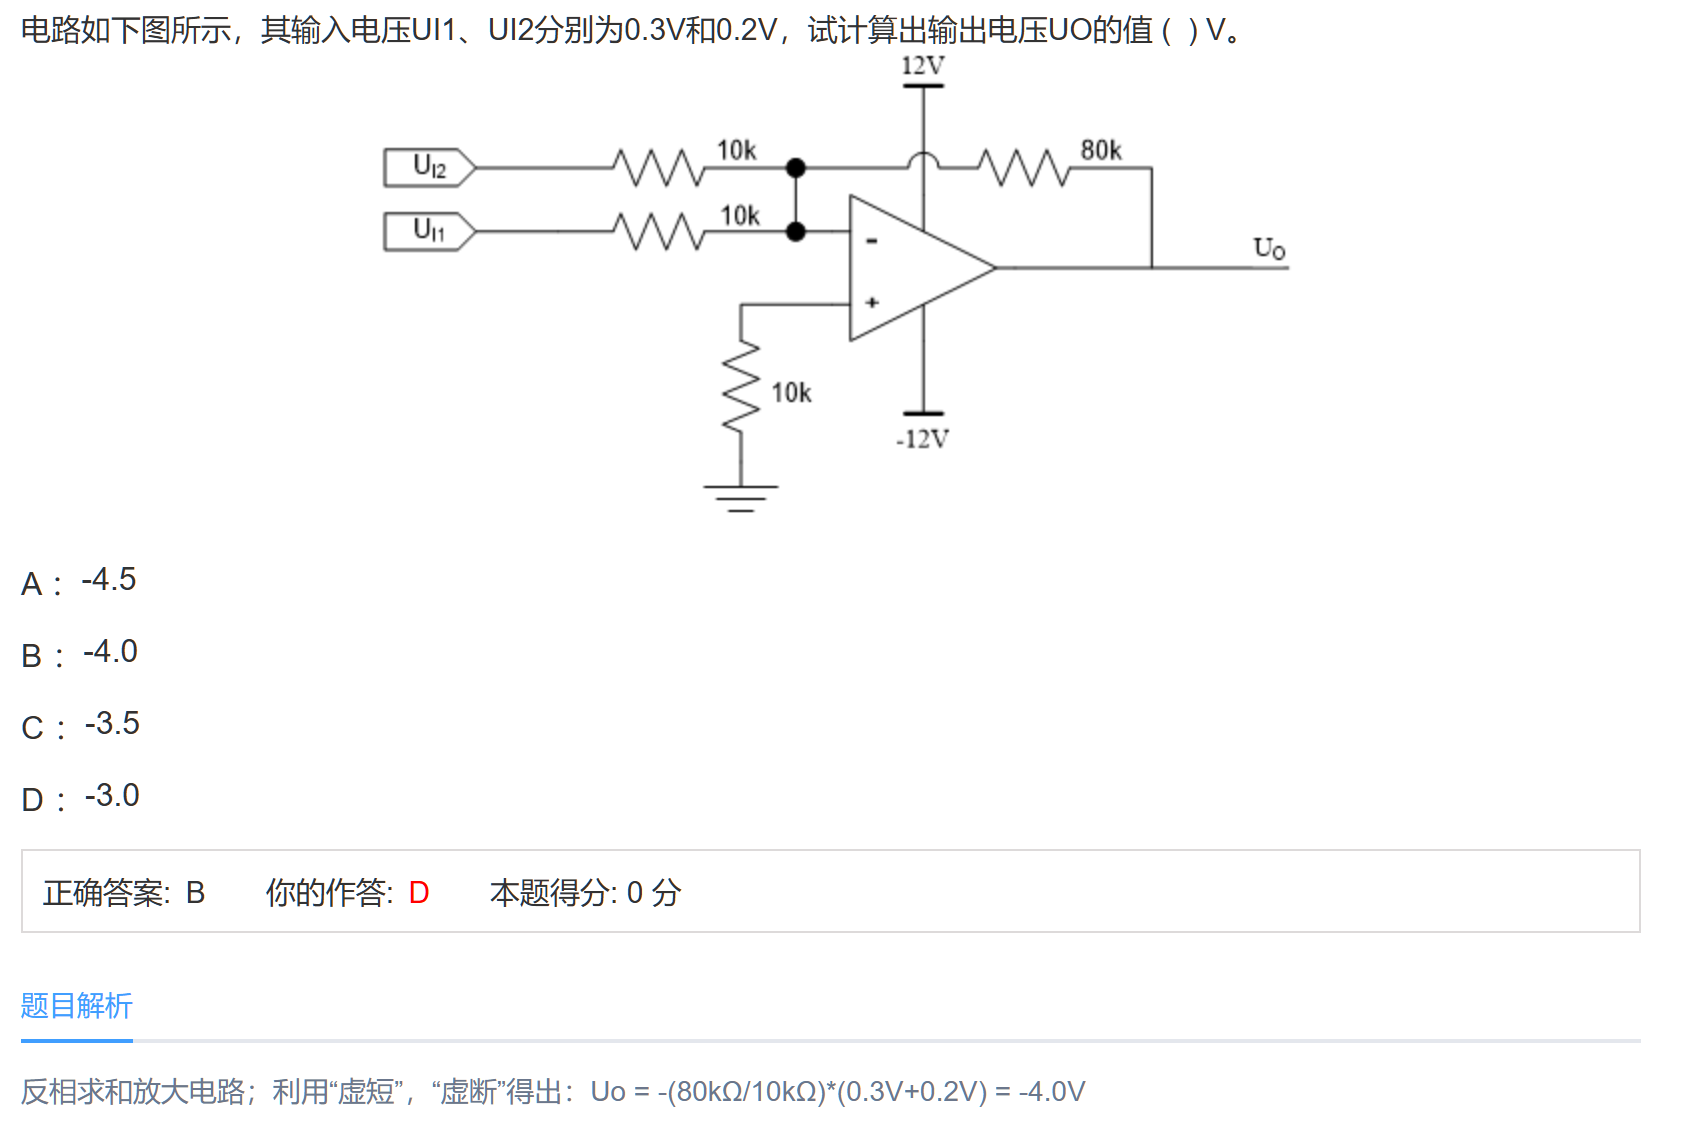 电路如下图所示，其输入电压UI1、UI2分别为0.3V和0.2V，试计算出输出电压UO的值 ( ) V。
12V
UI2
10k
80k
UI1
10k
-
+
UO
10k
-12V
A： -4.5
B： -4.0
C： -3.5
D： -3.0
正确答案: B 你的作答: D 本题得分: 0 分
题目解析
反相求和放大电路；利用“虚短”，“虚断”得出：Uo = -(80kΩ/10kΩ)*(0.3V+0.2V) = -4.0V